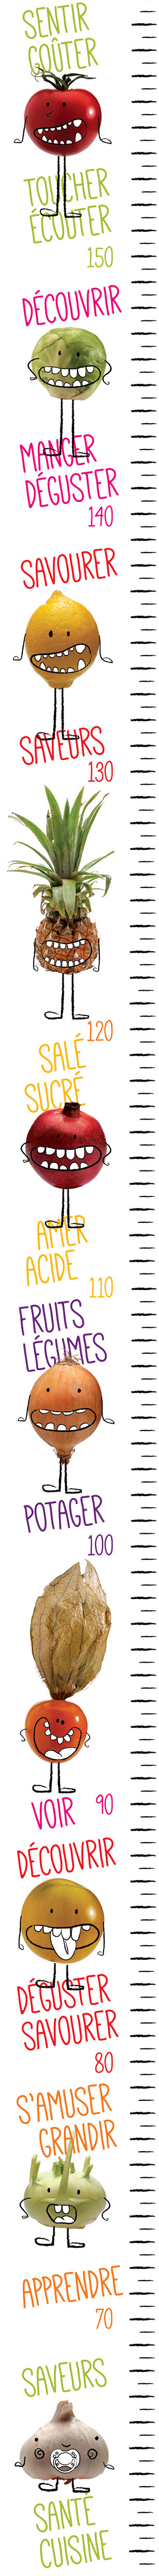 SENTIR
GOÛTER
TOUCHER
ÉCOUTER
150
DÉCOUVRIR
MANGER
DÉGUSTER
140
SAVOURER
SAVEURS
130
120
SALÉ
SUCRÉ
AMER
ACIDE
110
FRUITS
LÉGUMES
POTAGER
100
VOIR 90
DÉCOUVRIR
DÉGUSTER
SAVOURER
80
S'AMUSER
GRANDIR
APPRENDRE
70
SAVEURS
SANTÉ
CUISINE